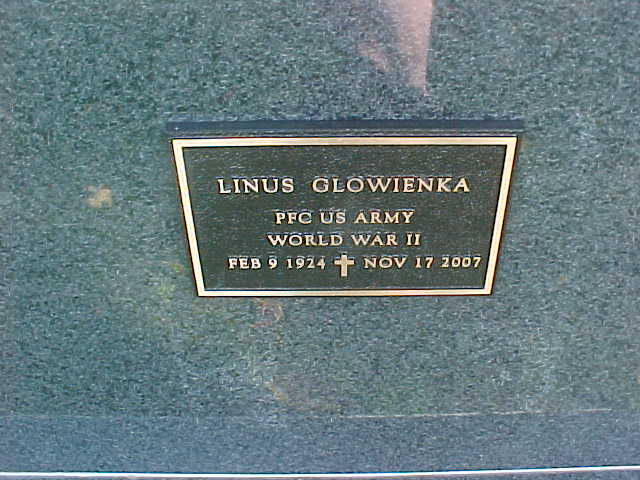 LINUS GLOWIENKA
PFC US ARMY
WORLD WAR II
FEB 9 1924 ✝ NOV 17 2007